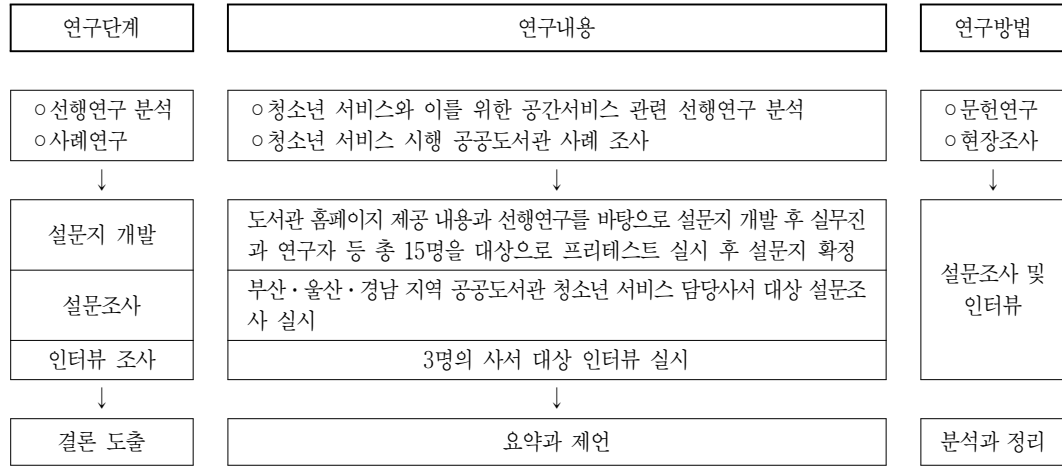 연구단계
연구내용
연구방법
○선행연구 분석
○사례연구
○청소년 서비스와 이를 위한 공간서비스 관련 선행연구 분석
○청소년 서비스 시행 공공도서관 사례 조사
○문헌연구
○현장조사
↓ ↓ ↓
설문지 개발
도서관 홈페이지 제공 내용과 선행연구를 바탕으로 설문지 개발 후 실무진
과 연구자 등 총 15명을 대상으로 프리테스트 실시 후 설문지 확정
설문조사
부산・울산・경남 지역 공공도서관 청소년 서비스 담당사서 대상 설문조
사 실시
인터뷰 조사
3명의 사서 대상 인터뷰 실시
설문조사 및
인터뷰
↓ ↓ ↓
결론 도출
요약과 제언
분석과 정리